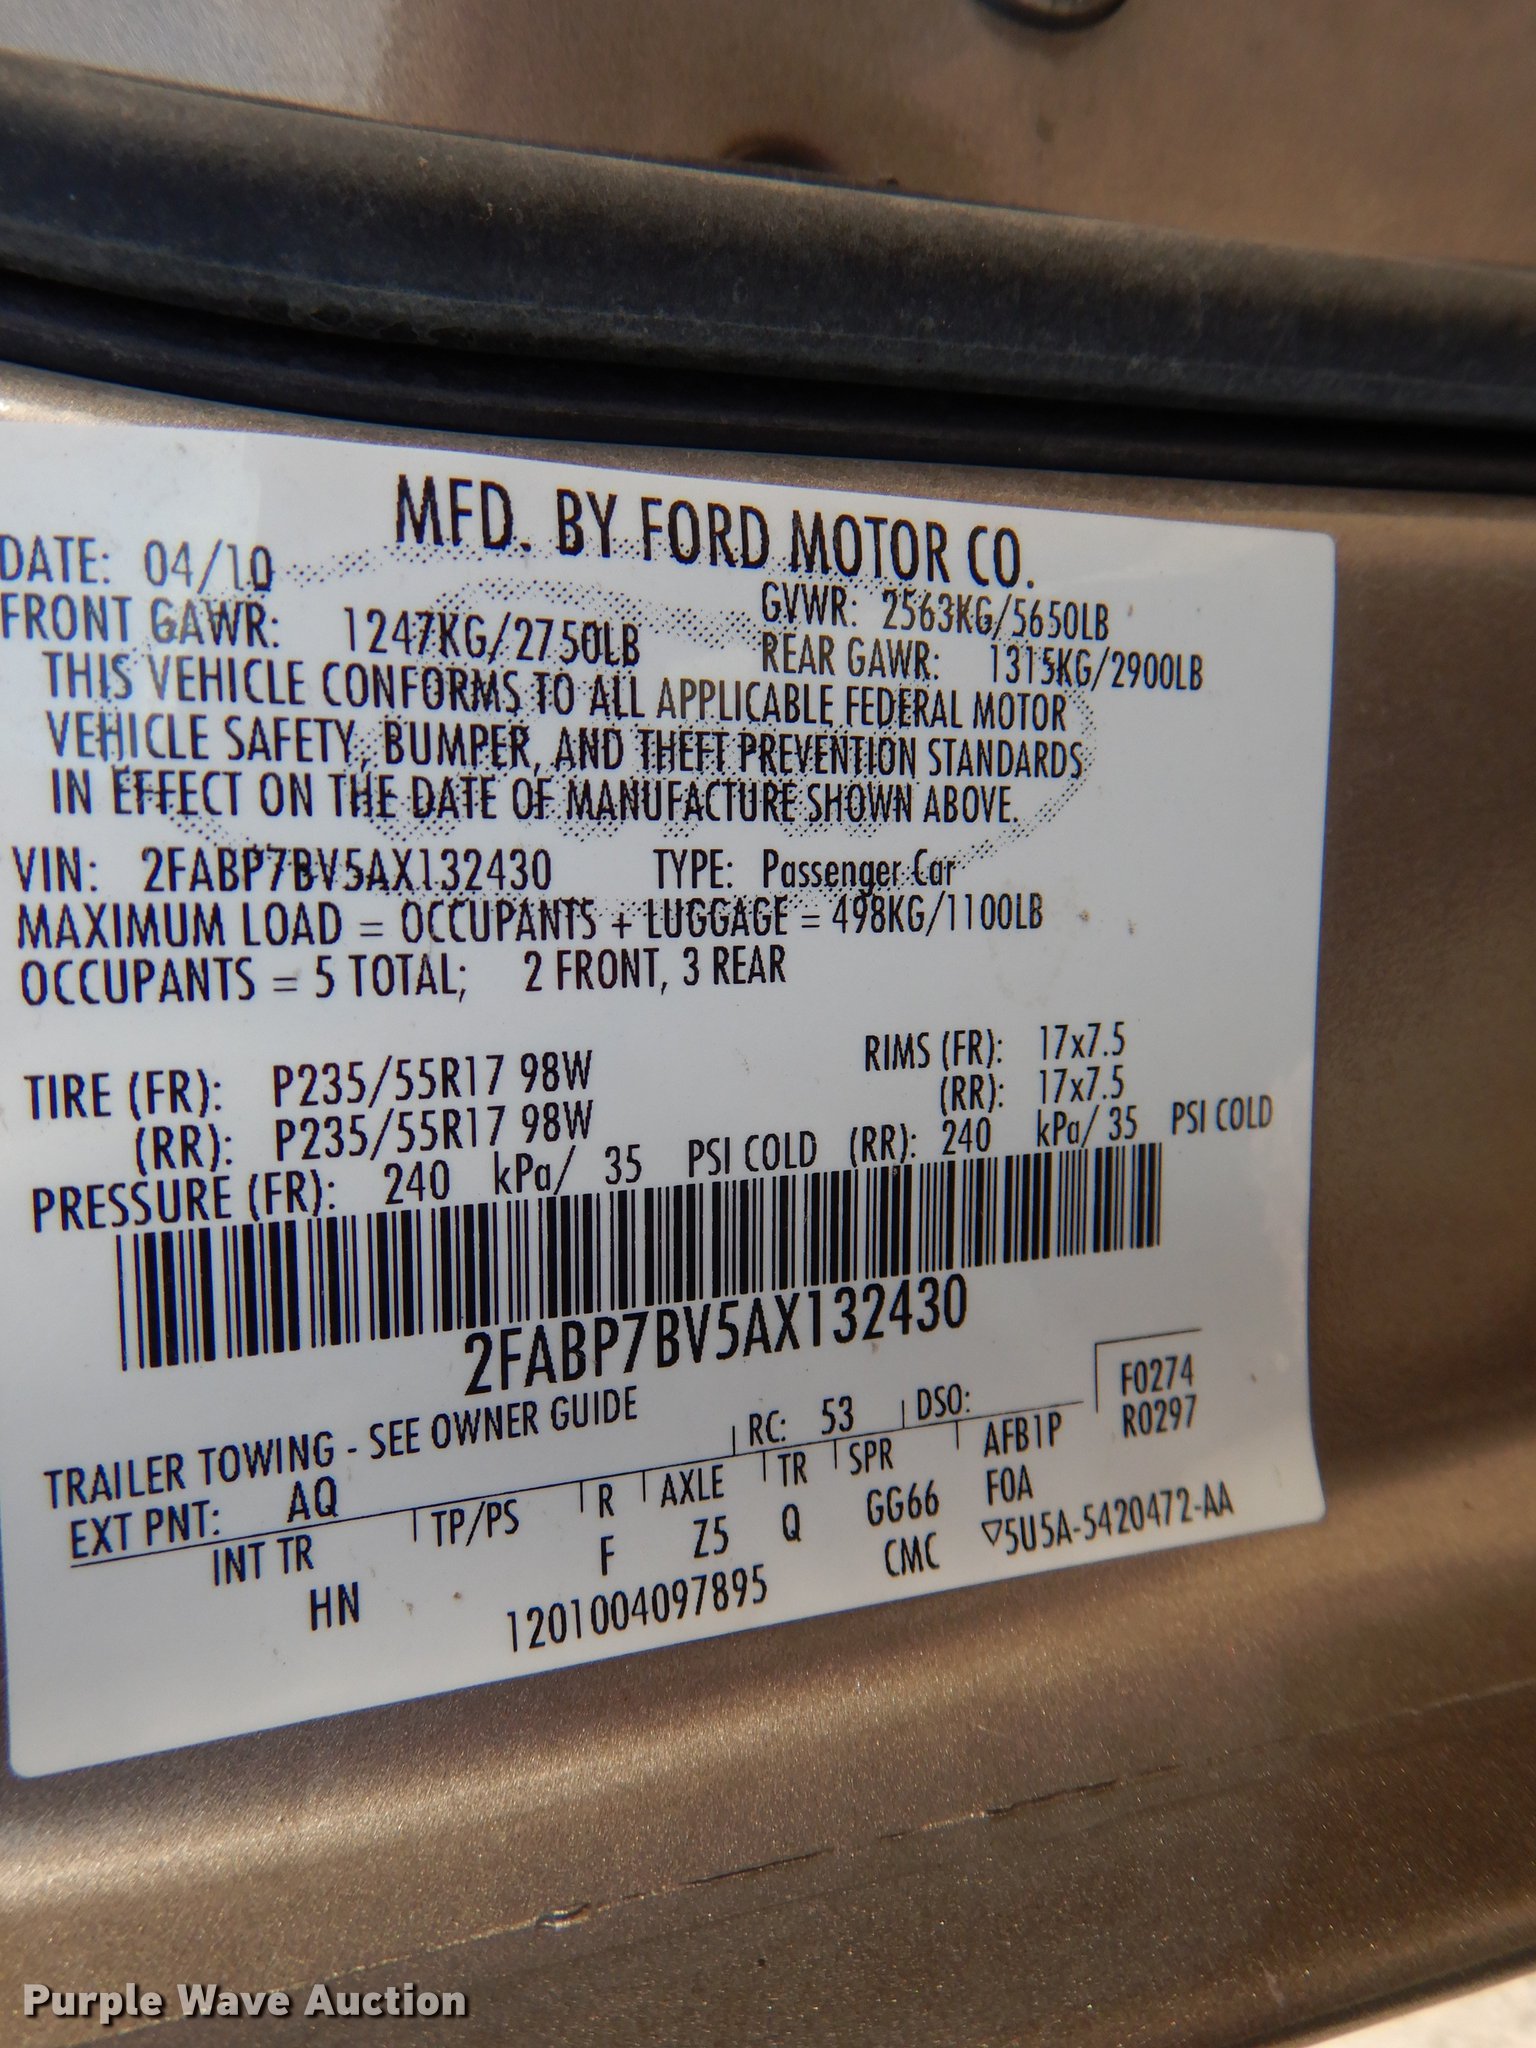 MFD. BY FORD MOTOR CO.
DATE: 04/10
GVWR: 2563KG/5650LB
FRONT GAWR: 1247KG/2750LB
REAR GAWR: 1315KG/2900LB
THIS VEHICLE CONFORMS TO ALL APPLICABLE FEDERAL MOTOR
VEHICLE SAFETY, BUMPER, AND THEFT PREVENTION STANDARDS
IN EFFECT ON THE DATE OF MANUFACTURE SHOWN ABOVE.
VIN: 2FABP7BV5AX132430 TYPE: Passenger Car
MAXIMUM LOAD = OCCUPANTS + LUGGAGE = 498KG/1100LB
OCCUPANTS = 5 TOTAL; 2 FRONT, 3 REAR
TIRE (FR): P235/55R17 98W RIMS (FR): 17x7.5
(RR): P235/55R17 98W (RR): 17x7.5
PRESSURE (FR): 240 kPa/ 35 PSI COLD (RR): 240 kPa/ 35 PSI COLD
2FABP7BV5AX132430
TRAILER TOWING - SEE OWNER GUIDE
EXT PNT: AQ RC: 53 DSO: F0274
R0297
INT TR TP/PS R AXLE TR SPR AFB1P
HN F Z5 Q GG66 F0A
1201004097895 CMC ▽5U5A-5420472-AA
Purple Wave Auction